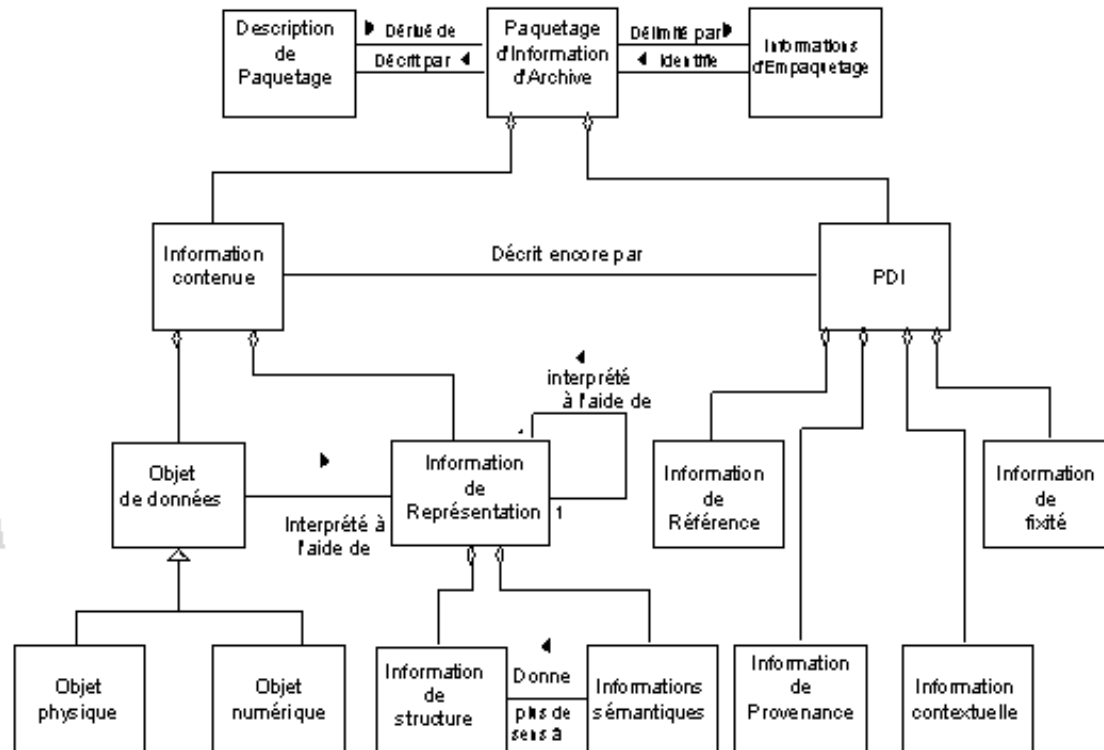 Description
de
Paquetage
Dérivé de
Décrit par
Paquetage
d'Information
d'Archive
Délimité par
Identifie
Informations
d'Empaquetage
Information
contenue
Décrit encore par
PDI
interprété
à l'aide de
*
1
Objet
de données
Interprété à
l'aide de
Information
de
Représentation
Information
de
Référence
Information
de
fixité
Objet
physique
Objet
numérique
Information
de
structure
Donne
plus de
sens à
Informations
sémantiques
Information
de
Provenance
Information
contextuelle